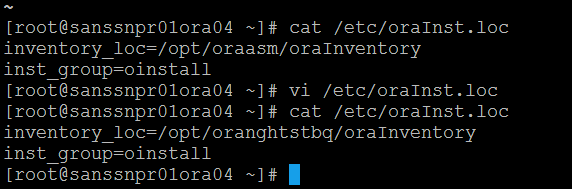 ~
[root@sanssnpr01ora04 ~]# cat /etc/oraInst.loc
inventory_loc=/opt/oraasm/oraInventory
inst_group=oinstall
[root@sanssnpr01ora04 ~]# vi /etc/oraInst.loc
[root@sanssnpr01ora04 ~]# cat /etc/oraInst.loc
inventory_loc=/opt/oranghtstbq/oraInventory
inst_group=oinstall
[root@sanssnpr01ora04 ~]#